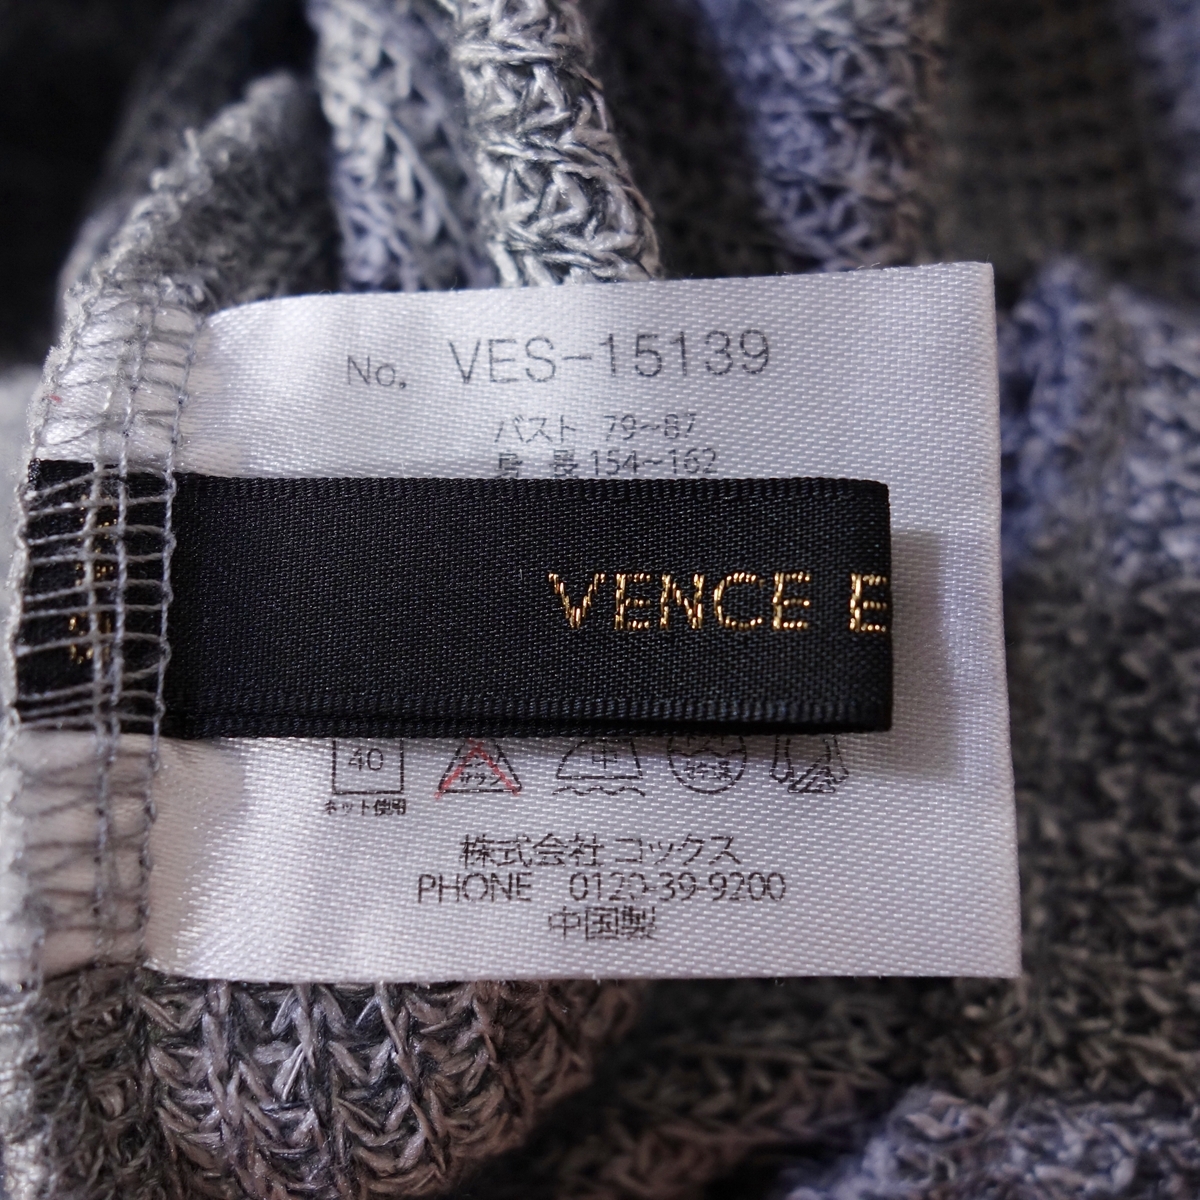 No. VES-15139
バスト 79~87
身 長 154~162
VENCE E
40
ネット使用
株式会社 コックス
PHONE 0120-39-9200
中国製